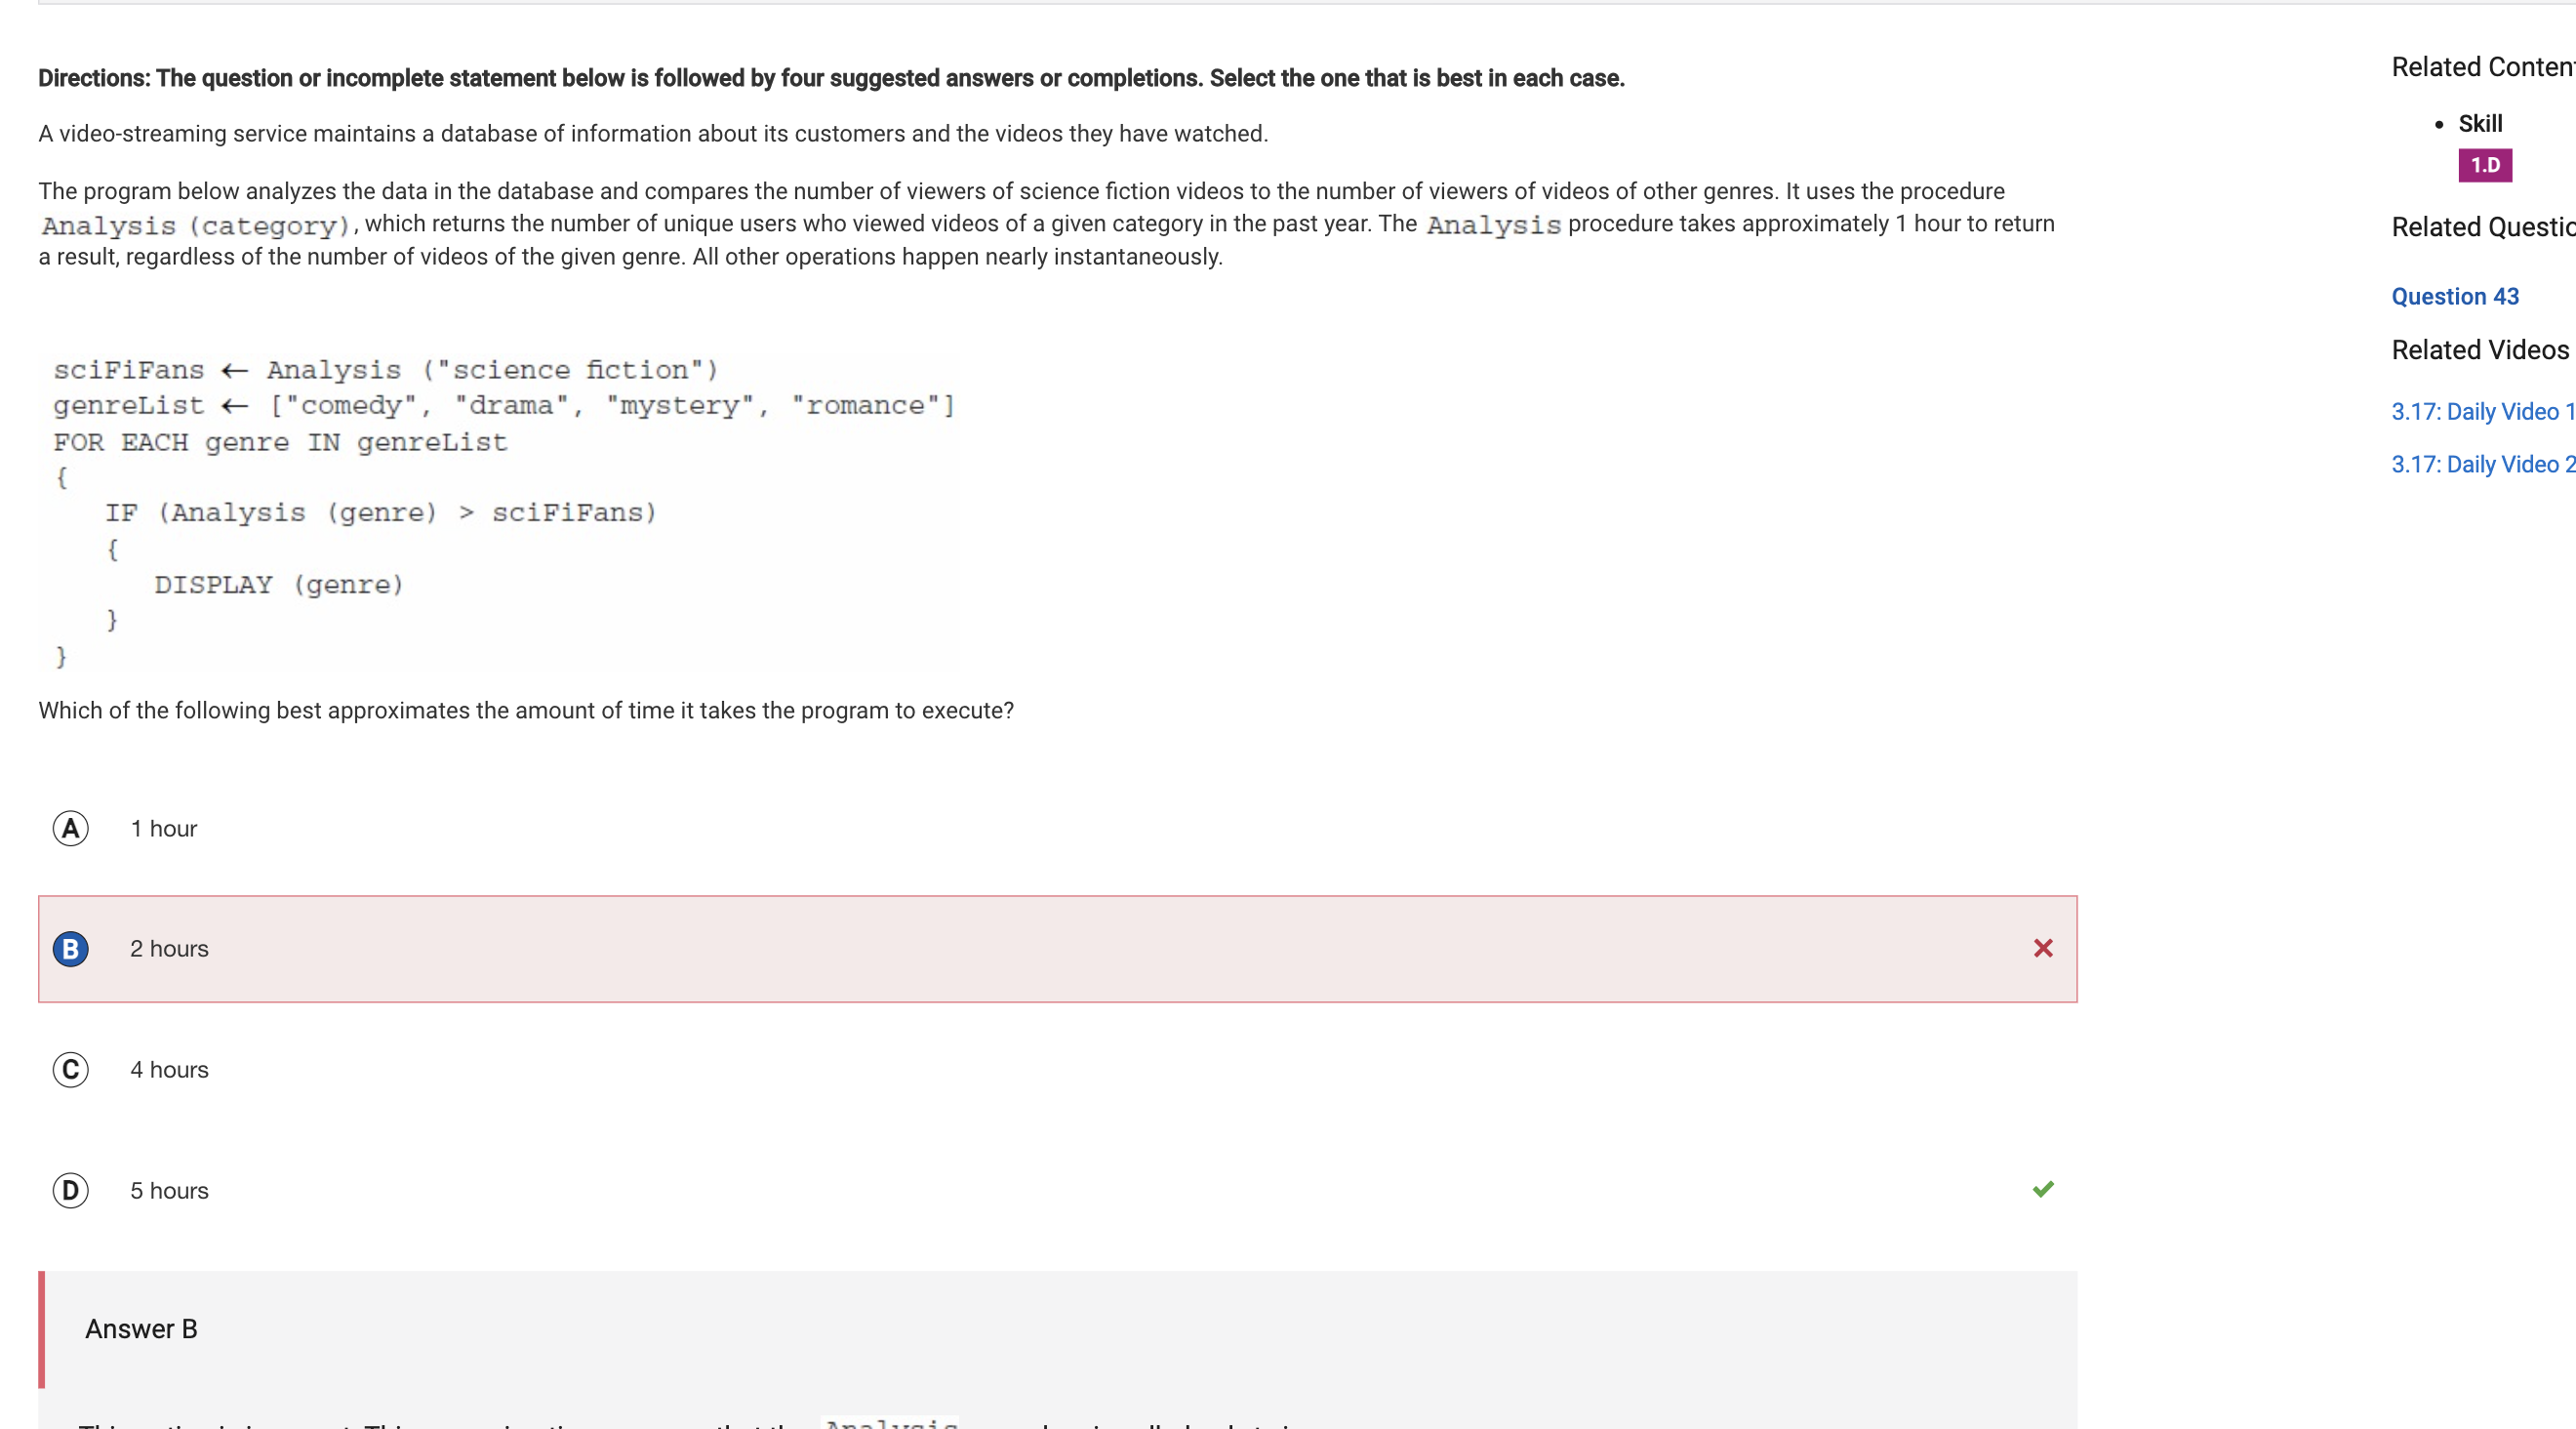 Directions: The question or incomplete statement below is followed by four suggested answers or completions. Select the one that is best in each case.
A video-streaming service maintains a database of information about its customers and the videos they have watched.
The program below analyzes the data in the database and compares the number of viewers of science fiction videos to the number of viewers of videos of other genres. It uses the procedure
Analysis (category), which returns the number of unique users who viewed videos of a given category in the past year. The Analysis procedure takes approximately 1 hour to return
a result, regardless of the number of videos of the given genre. All other operations happen nearly instantaneously.
sciFiFans ← Analysis ("science fiction")
genreList ← ["comedy", "drama", "mystery", "romance"]
FOR EACH genre IN genreList
{
IF (Analysis (genre) > sciFiFans)
{
DISPLAY (genre)
}
}
Which of the following best approximates the amount of time it takes the program to execute?
A 1 hour
B 2 hours
C 4 hours
D 5 hours
Answer B
Analysis
Related Content
• Skill
1.D
Related Questio
Question 43
Related Videos
3.17: Daily Video 1
3.17: Daily Video 2